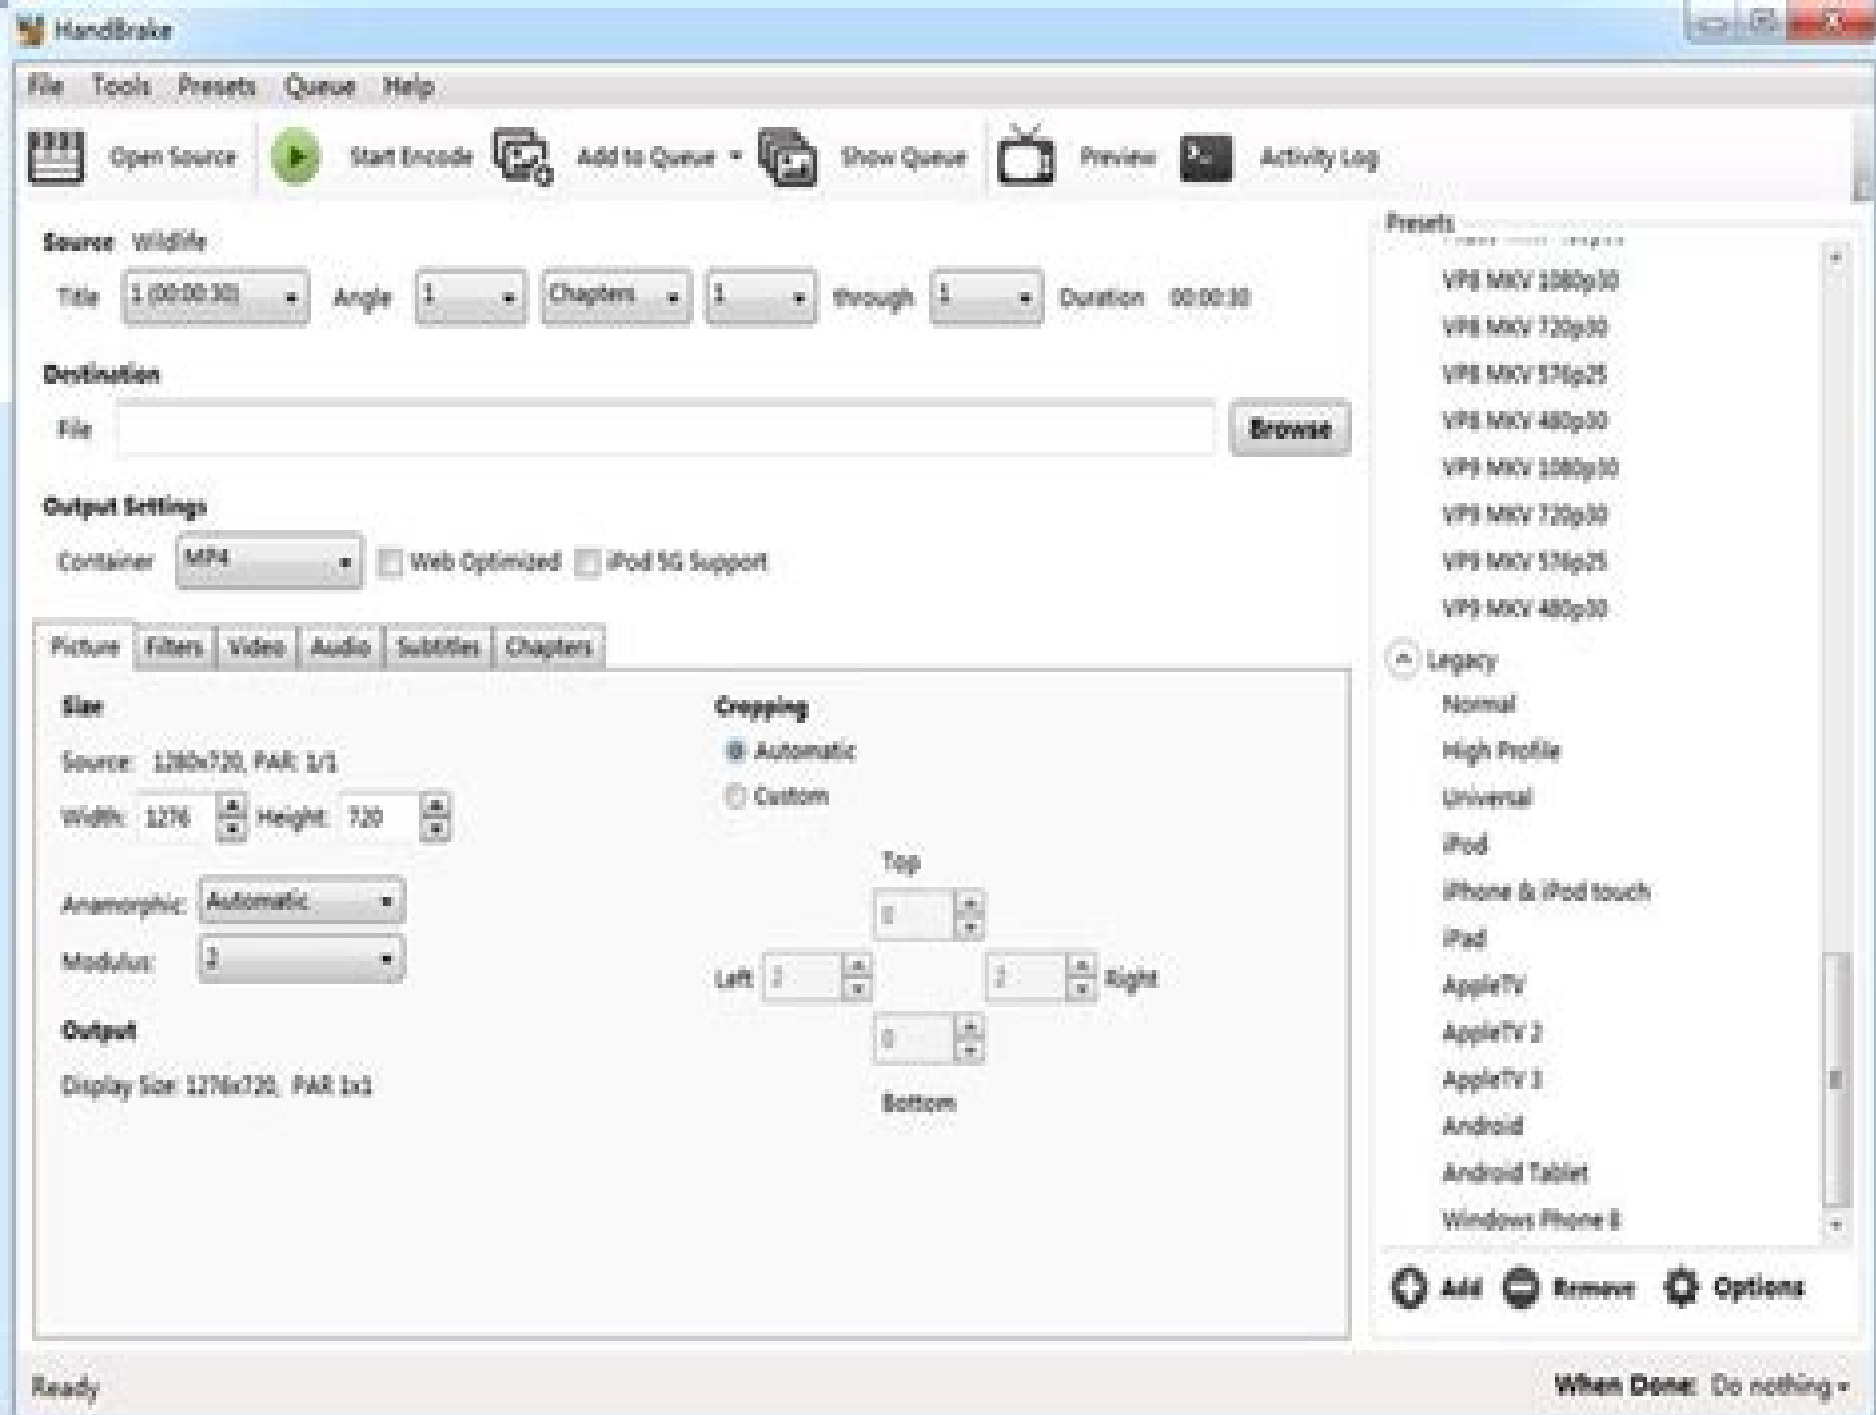 HandBrake
File Tools Presets Queue Help
Open Source Start Encode Add to Queue Show Queue Preview Activity Log
Source Wildlife
Title 1 (00:00:30) Angle 1 Chapters 1 through 1 Duration 00:00:30
Destination
File Browse
Output Settings
Container MP4 Web Optimized iPod 5G Support
Picture Filters Video Audio Subtitles Chapters
Size
Source: 1280x720, PAR: 1/1
Width: 1276 Height: 720
Anamorphic: Automatic
Modulus: 2
Output
Display Size: 1276x720, PAR 1x1
Cropping
Automatic
Custom
Top
0
Left 2 2 Right
0
Bottom
Presets
VP8 MKV 1080p30
VP8 MKV 720p30
VP8 MKV 576p25
VP8 MKV 480p30
VP9 MKV 1080p30
VP9 MKV 720p30
VP9 MKV 576p25
VP9 MKV 480p30
Legacy
Normal
High Profile
Universal
iPod
iPhone & iPod touch
iPad
AppleTV
AppleTV 2
AppleTV 3
Android
Android Tablet
Windows Phone 8
Add Remove Options
Ready When Done: Do nothing